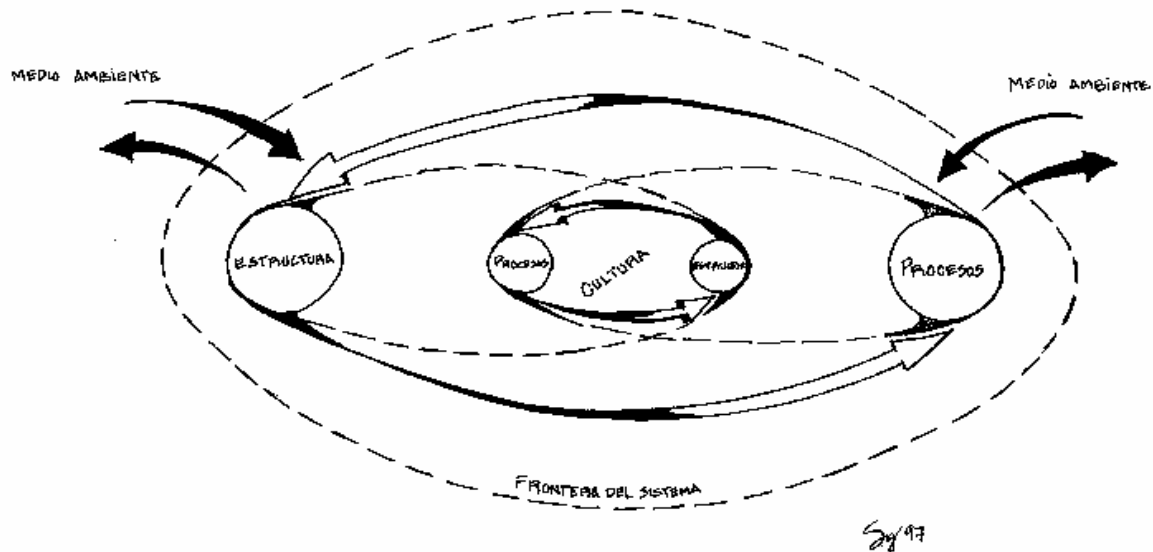 MEDIO AMBIENTE
MEDIO AMBIENTE
ESTRUCTURA
PROCESOS
CULTURA
PROCESOS
FRONTERA DEL SISTEMA